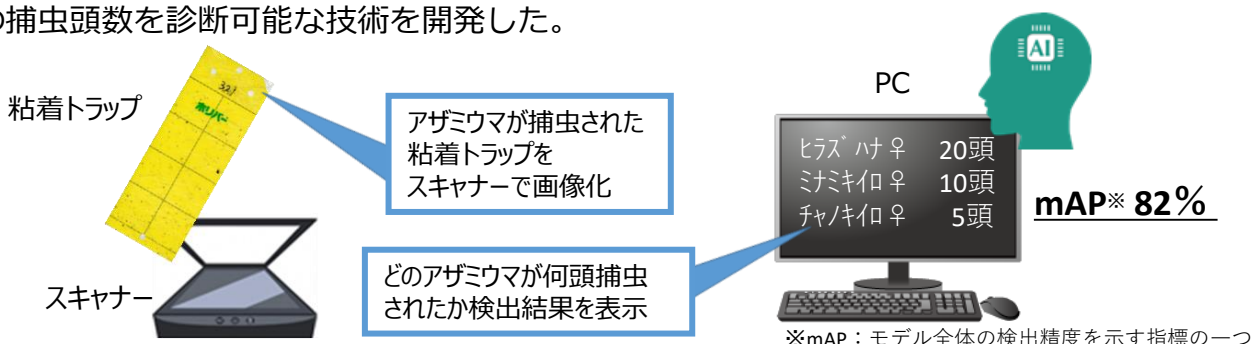 の捕虫頭数を診断可能な技術を開発した。
粘着トラップ
321
ホリバー
アザミウマが捕虫された
粘着トラップを
スキャナーで画像化
スキャナー
どのアザミウマが何頭捕虫
されたか検出結果を表示
PC
AI
ﾋﾗｽﾞﾊﾅ♀ 20頭
ﾐﾅﾐｷｲﾛ♀ 10頭
ﾁｬﾉｷｲﾛ♀ 5頭
mAP※ 82%
※mAP：モデル全体の検出精度を示す指標の一つ